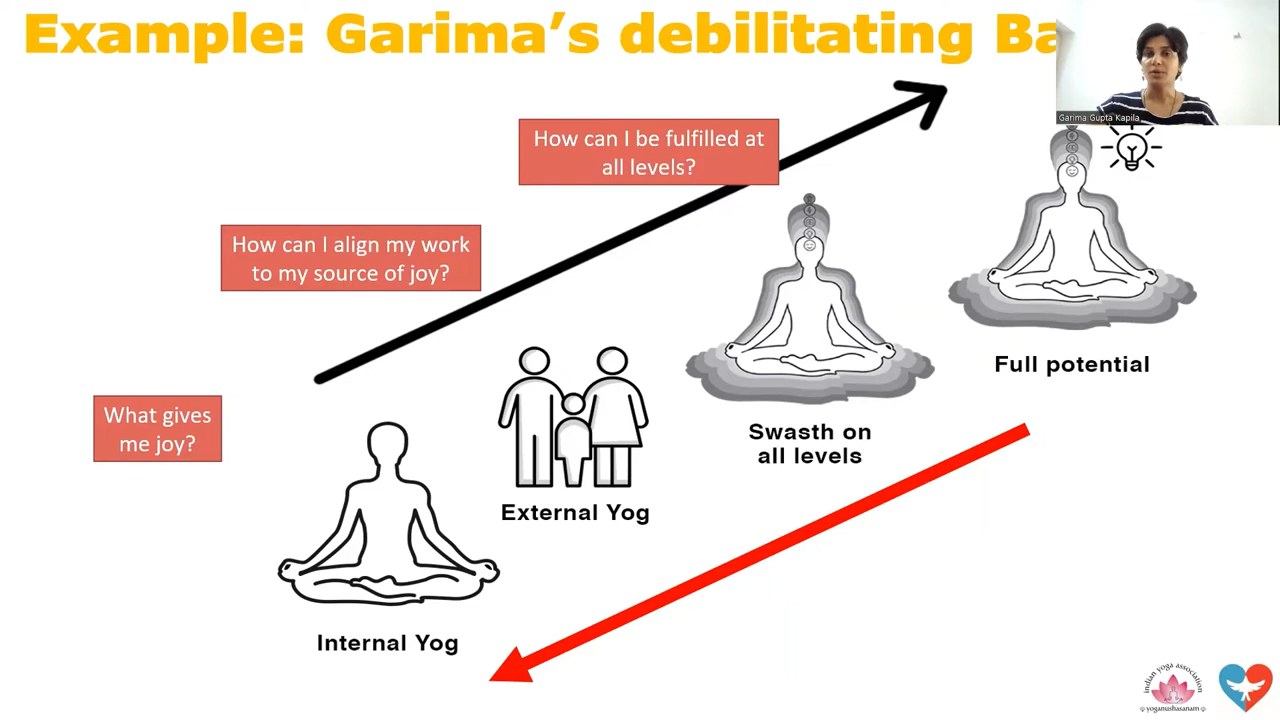 Example: Garima's debilitating Ba
Garima Gupta Kapila
How can I be fulfilled at
all levels?
How can I align my work
to my source of joy?
What gives
me joy?
Full potential
Swasth on
all levels
External Yog
Internal Yog
indian yoga association
yoganushasanam